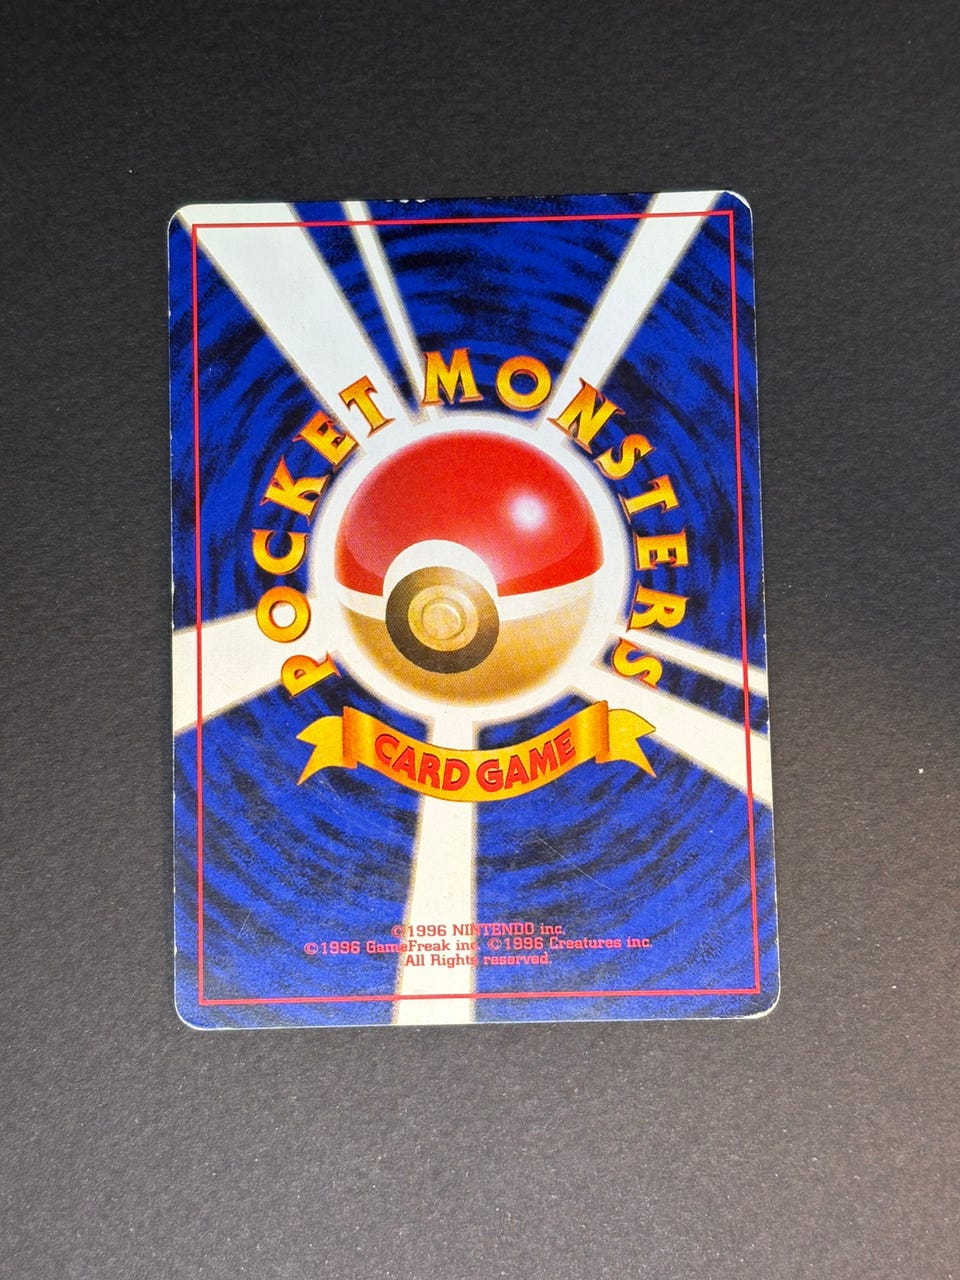 POCKET MONSTERS
CARD GAME
©1996 NINTENDO inc.
©1996 GameFreak inc. ©1996 Creatures inc.
All Rights reserved.